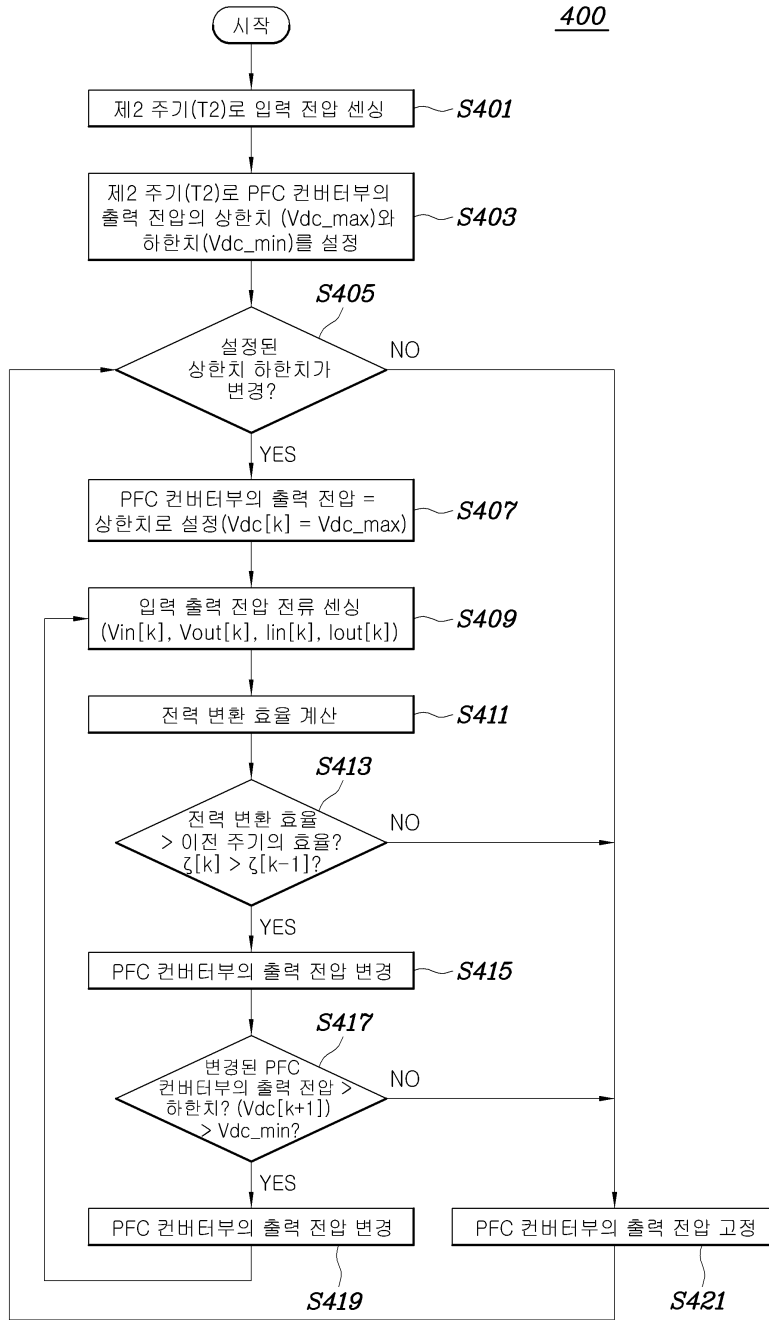 400
시작
제2 주기(T2)로 입력 전압 센싱
S401
제2 주기(T2)로 PFC 컨버터부의
출력 전압의 상한치 (Vdc_max)와
하한치(Vdc_min)를 설정
S403
S405
설정된
상한치 하한치가
변경?
NO
YES
PFC 컨버터부의 출력 전압 =
상한치로 설정(Vdc[k] = Vdc_max)
S407
입력 출력 전압 전류 센싱
(Vin[k], Vout[k], Iin[k], Iout[k])
S409
전력 변환 효율 계산
S411
S413
전력 변환 효율
> 이전 주기의 효율?
ζ[k] > ζ[k-1]?
NO
YES
PFC 컨버터부의 출력 전압 변경
S415
S417
변경된 PFC
컨버터부의 출력 전압 >
하한치? (Vdc[k+1])
> Vdc_min?
NO
YES
PFC 컨버터부의 출력 전압 변경
S419
PFC 컨버터부의 출력 전압 고정
S421